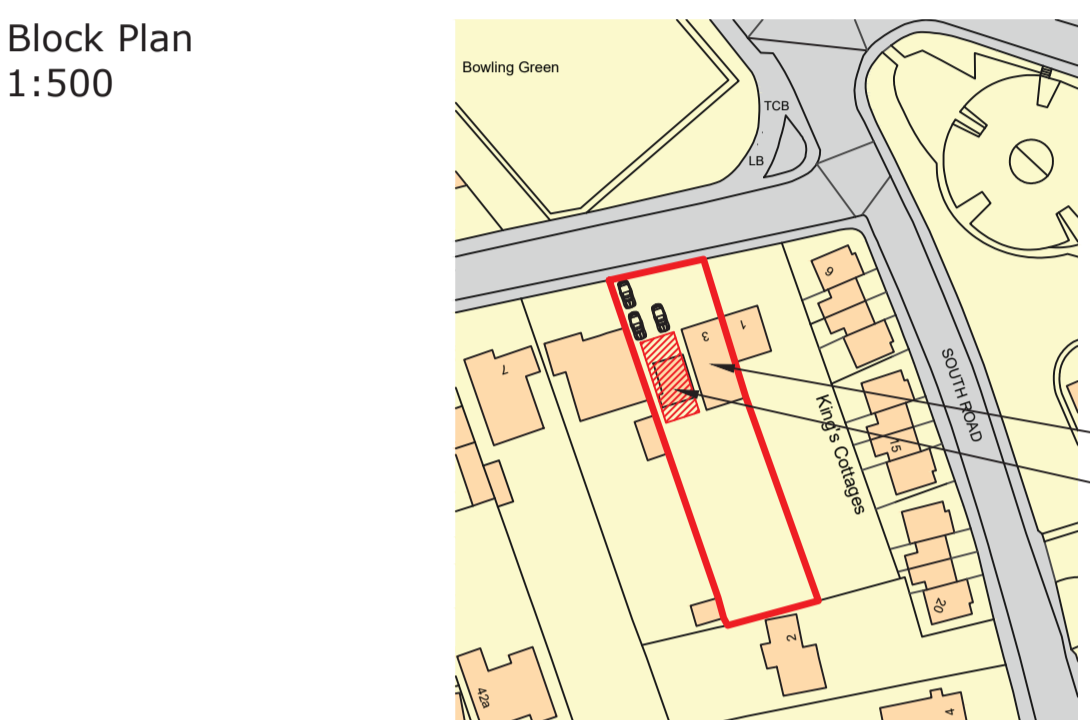 Block Plan
1:500
Bowling Green
TCB
LB
9
1
3
7
SOUTH ROAD
King's Cottages
15
20
2
42a
4